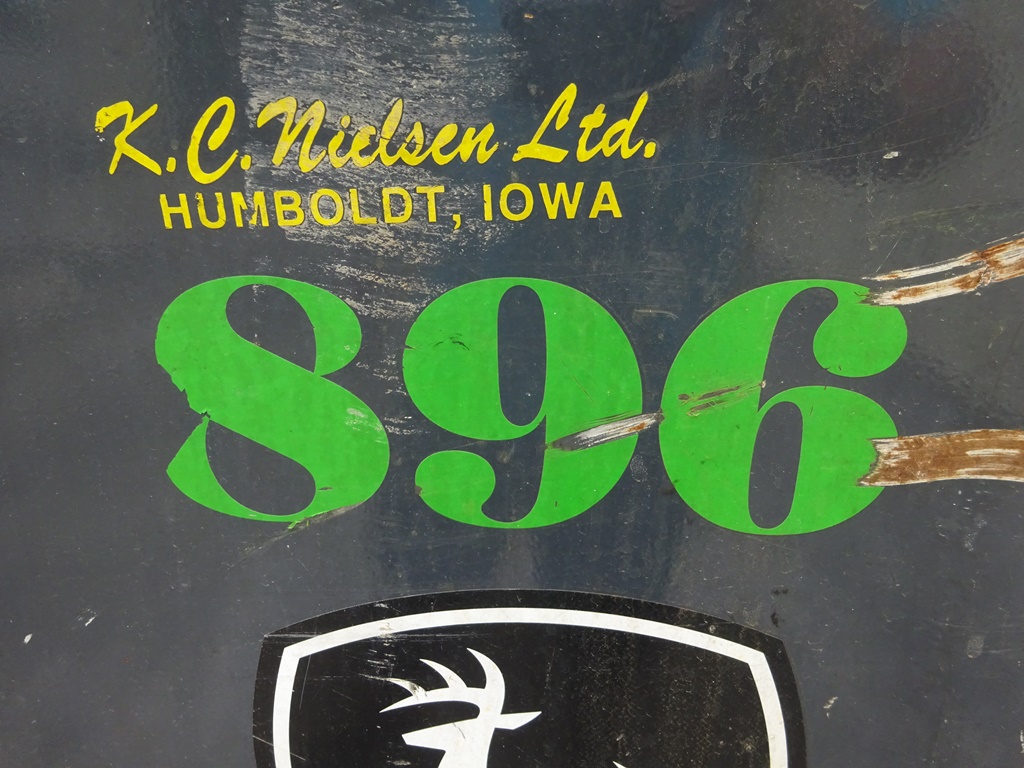 K.C. Nielsen Ltd.
HUMBOLDT, IOWA
896